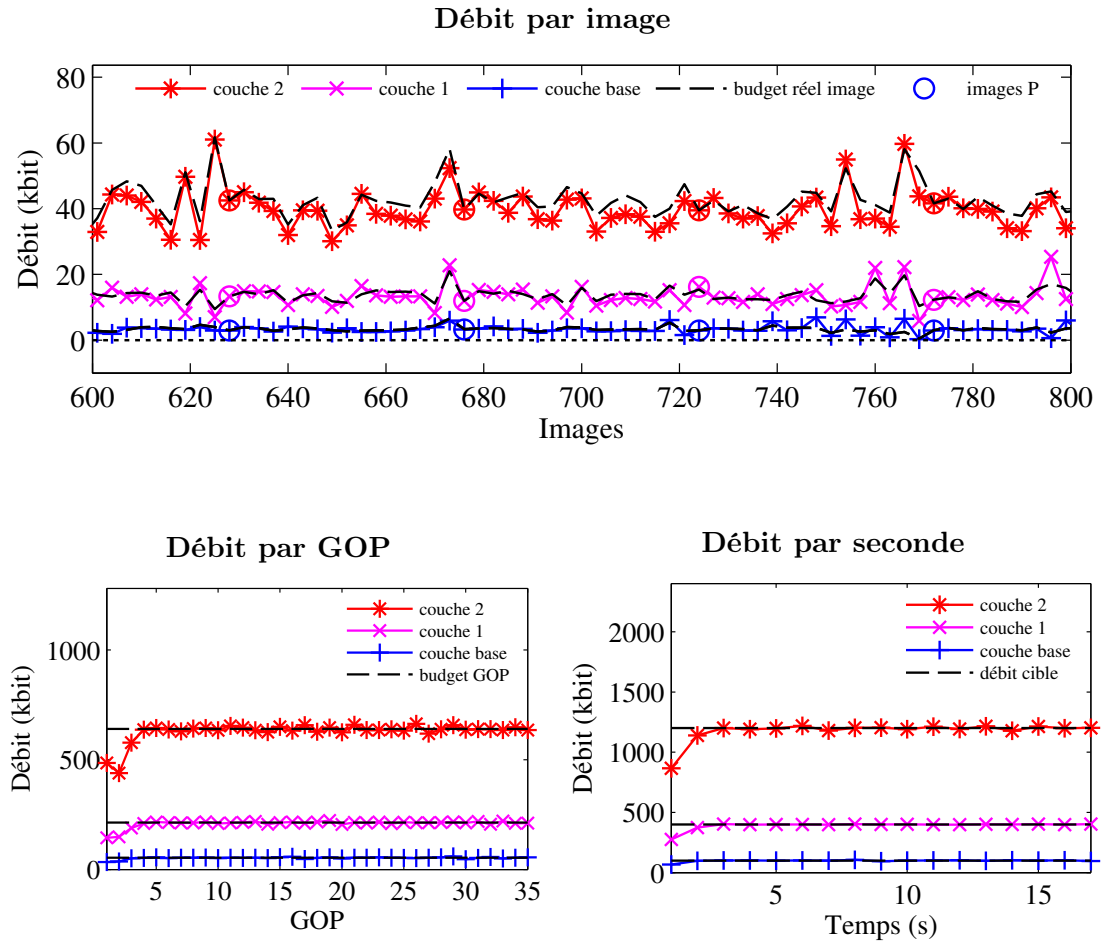 Débit par image
80
60
40
20
0
Débit (kbit)
couche 2 couche 1 couche base budget réel image images P
600 620 640 660 680 700 720 740 760 780 800
Images
Débit par GOP
1000
500
0
Débit (kbit)
couche 2
couche 1
couche base
budget GOP
5 10 15 20 25 30 35
GOP
Débit par seconde
2000
1500
1000
500
0
Débit (kbit)
couche 2
couche 1
couche base
débit cible
5 10 15
Temps (s)